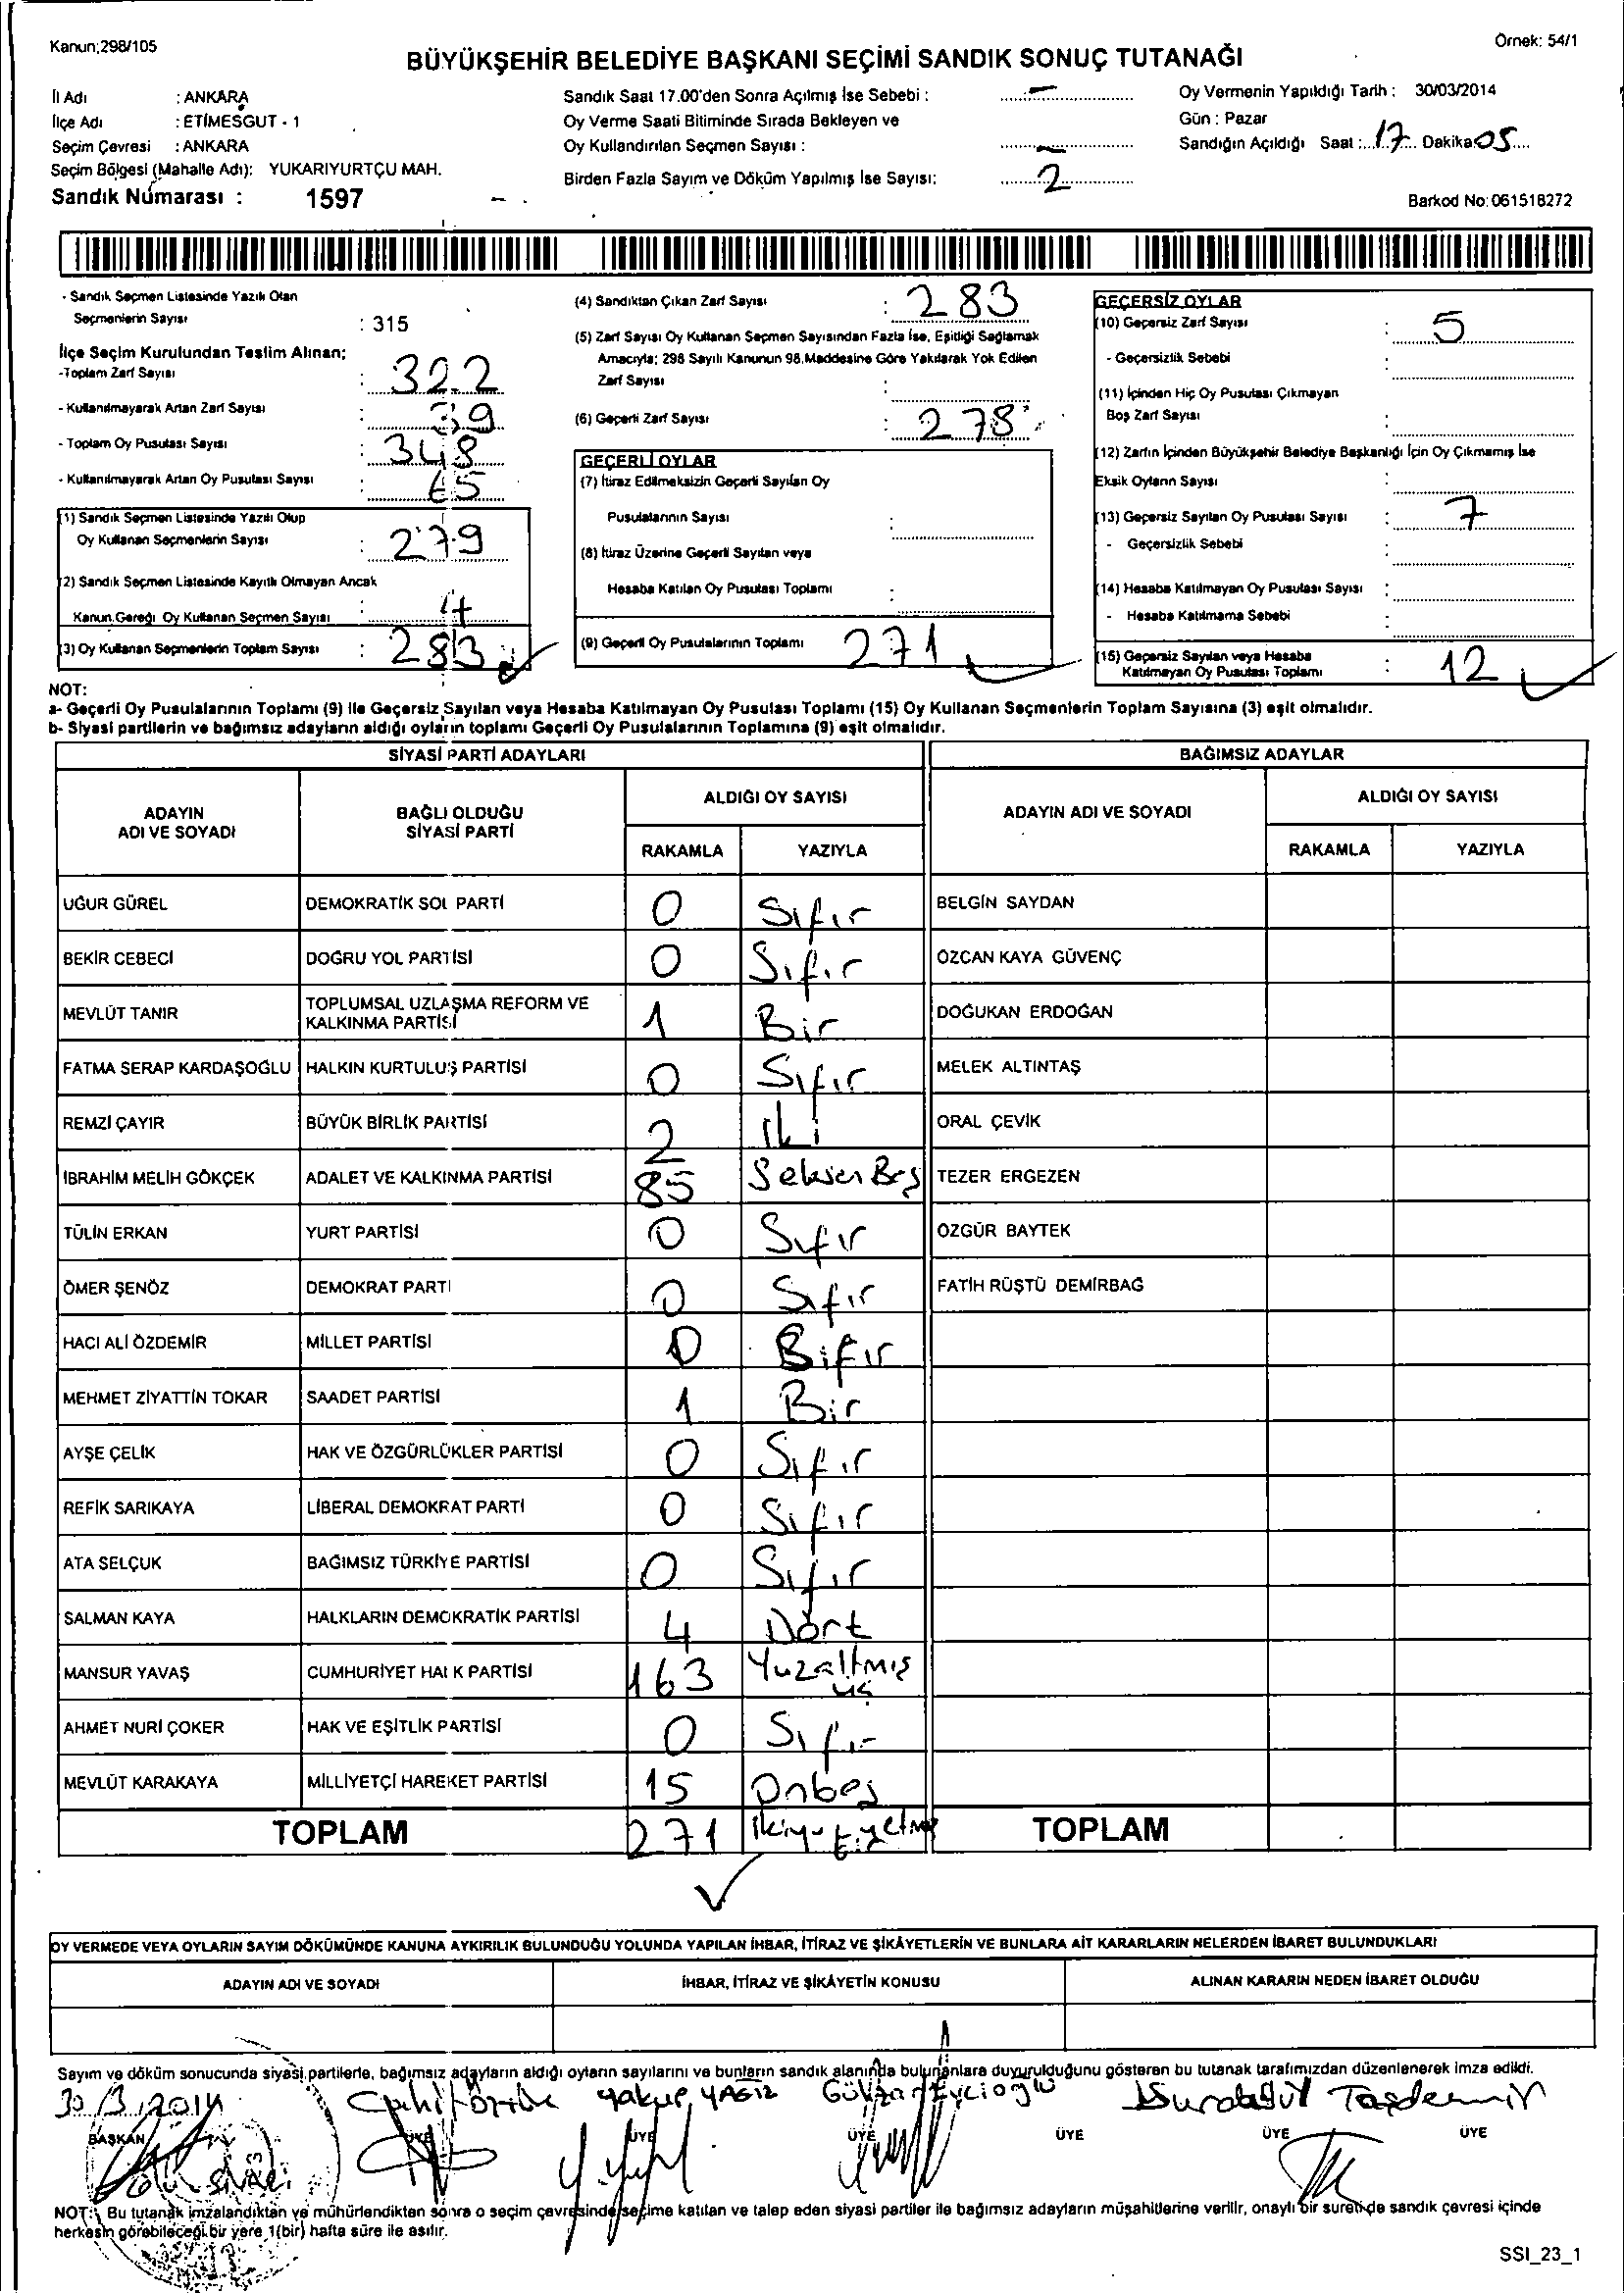 Kanun;298/105
Örnek: 54/1
BÜYÜKŞEHİR BELEDİYE BAŞKANI SEÇİMİ SANDIK SONUÇ TUTANAĞI
İl Adı : ANKARA
İlçe Adı : ETİMESGUT - 1
Seçim Çevresi : ANKARA
Seçim Bölgesi (Mahalle Adı): YUKARIYURTÇU MAH.
Sandık Numarası : 1597
Sandık Saat 17.00'den Sonra Açılmış İse Sebebi : –
Oy Verme Saati Bitiminde Sırada Bekleyen ve
Oy Kullandırılan Seçmen Sayısı : –
Birden Fazla Sayım ve Döküm Yapılmış İse Sayısı: 2
Oy Vermenin Yapıldığı Tarih : 30/03/2014
Gün : Pazar
Sandığın Açıldığı Saat : 17 Dakika 05
Barkod No: 061518272
- Sandık Seçmen Listesinde Yazılı Olan
Seçmenlerin Sayısı : 315
İlçe Seçim Kurulundan Teslim Alınan;
-Toplam Zarf Sayısı : 322
- Kullanılmayarak Artan Zarf Sayısı : 39
- Toplam Oy Pusulası Sayısı : 348
- Kullanılmayarak Artan Oy Pusulası Sayısı : 65
(1) Sandık Seçmen Listesinde Yazılı Olup
Oy Kullanan Seçmenlerin Sayısı : 279
(2) Sandık Seçmen Listesinde Kayıtlı Olmayan Ancak
Kanun Gereği Oy Kullanan Seçmen Sayısı : 4
(3) Oy Kullanan Seçmenlerin Toplam Sayısı : 283
(4) Sandıktan Çıkan Zarf Sayısı : 283
(5) Zarf Sayısı Oy Kullanan Seçmen Sayısından Fazla İse, Eşitliği Sağlamak
Amacıyla; 298 Sayılı Kanunun 98.Maddesine Göre Yakılarak Yok Edilen
Zarf Sayısı :
(6) Geçerli Zarf Sayısı : 278
GEÇERLİ OYLAR
(7) İtiraz Edilmeksizin Geçerli Sayılan Oy
Pusulalarının Sayısı :
(8) İtiraz Üzerine Geçerli Sayılan veya
Hesaba Katılan Oy Pusulası Toplamı :
(9) Geçerli Oy Pusulalarının Toplamı 271
GEÇERSİZ OYLAR
(10) Geçersiz Zarf Sayısı : 5
- Geçersizlik Sebebi :
(11) İçinden Hiç Oy Pusulası Çıkmayan
Boş Zarf Sayısı :
(12) Zarfın İçinden Büyükşehir Belediye Başkanlığı İçin Oy Çıkmamış İse
Eksik Oyların Sayısı :
(13) Geçersiz Sayılan Oy Pusulası Sayısı : 7
- Geçersizlik Sebebi :
(14) Hesaba Katılmayan Oy Pusulası Sayısı :
- Hesaba Katılmama Sebebi :
(15) Geçersiz Sayılan veya Hesaba
Katılmayan Oy Pusulası Toplamı : 12
NOT:
a- Geçerli Oy Pusulalarının Toplamı (9) ile Geçersiz Sayılan veya Hesaba Katılmayan Oy Pusulası Toplamı (15) Oy Kullanan Seçmenlerin Toplam Sayısına (3) eşit olmalıdır.
b- Siyasi partilerin ve bağımsız adayların aldığı oyların toplamı Geçerli Oy Pusulalarının Toplamına (9) eşit olmalıdır.
SİYASİ PARTİ ADAYLARI BAĞIMSIZ ADAYLAR
ADAYIN
ADI VE SOYADI
BAĞLI OLDUĞU
SİYASİ PARTİ
ALDIĞI OY SAYISI
RAKAMLA YAZIYLA
ADAYIN ADI VE SOYADI
ALDIĞI OY SAYISI
RAKAMLA YAZIYLA
UĞUR GÜREL DEMOKRATİK SOL PARTİ 0 Sıfır BELGİN SAYDAN
BEKİR CEBECİ DOĞRU YOL PARTİSİ 0 Sıfır ÖZCAN KAYA GÜVENÇ
MEVLÜT TANIR TOPLUMSAL UZLAŞMA REFORM VE
KALKINMA PARTİSİ 1 Bir DOĞUKAN ERDOĞAN
FATMA SERAP KARDAŞOĞLU HALKIN KURTULUŞ PARTİSİ 0 Sıfır MELEK ALTINTAŞ
REMZİ ÇAYIR BÜYÜK BİRLİK PARTİSİ 2 İki ORAL ÇEVİK
İBRAHİM MELİH GÖKÇEK ADALET VE KALKINMA PARTİSİ 85 Seksen Beş TEZER ERGEZEN
TÜLİN ERKAN YURT PARTİSİ 0 Sıfır ÖZGÜR BAYTEK
ÖMER ŞENÖZ DEMOKRAT PARTİ 0 Sıfır FATİH RÜŞTÜ DEMİRBAĞ
HACI ALİ ÖZDEMİR MİLLET PARTİSİ 0 Sıfır
MEHMET ZİYATTİN TOKAR SAADET PARTİSİ 1 Bir
AYŞE ÇELİK HAK VE ÖZGÜRLÜKLER PARTİSİ 0 Sıfır
REFİK SARIKAYA LİBERAL DEMOKRAT PARTİ 0 Sıfır
ATA SELÇUK BAĞIMSIZ TÜRKİYE PARTİSİ 0 Sıfır
SALMAN KAYA HALKLARIN DEMOKRATİK PARTİSİ 4 Dört
MANSUR YAVAŞ CUMHURİYET HALK PARTİSİ 163 Yuzaltmış
üç
AHMET NURİ ÇOKER HAK VE EŞİTLİK PARTİSİ 0 Sıfır
MEVLÜT KARAKAYA MİLLİYETÇİ HAREKET PARTİSİ 15 Onbeş
TOPLAM 271 TOPLAM
OY VERMEDE VEYA OYLARIN SAYIM DÖKÜMÜNDE KANUNA AYKIRILIK BULUNDUĞU YOLUNDA YAPILAN İHBAR, İTİRAZ VE ŞİKÂYETLERİN VE BUNLARA AİT KARARLARIN NELERDEN İBARET BULUNDUKLARI
ADAYIN ADI VE SOYADI İHBAR, İTİRAZ VE ŞİKÂYETİN KONUSU ALINAN KARARIN NEDEN İBARET OLDUĞU
Sayım ve döküm sonucunda siyasi partilerle, bağımsız adayların aldığı oyların sayılarını ve bunların sandık alanında bulunanlara duyurulduğunu gösteren bu tutanak tarafımızdan düzenlenerek imza edildi.
30/3/2014 Yakup YAĞIZ Taşdemir
BAŞKAN ÜYE ÜYE ÜYE ÜYE ÜYE ÜYE
NOT: Bu tutanak imzalandıktan ve mühürlendikten sonra o seçim çevresinde seçime katılan ve talep eden siyasi partiler ile bağımsız adayların müşahitlerine verilir, onaylı bir sureti de sandık çevresi içinde
herkesin görebileceği bir yere 1(bir) hafta süre ile asılır.
SSI_23_1